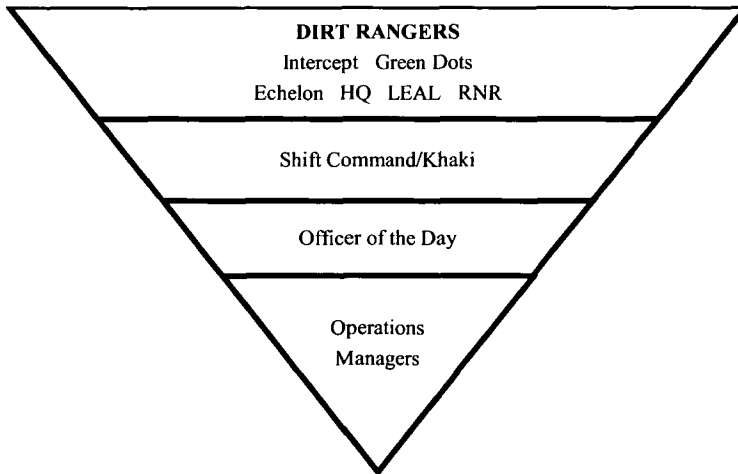 DIRT RANGERS
Intercept Green Dots
Echelon HQ LEAL RNR
Shift Command/Khaki
Officer of the Day
Operations
Managers